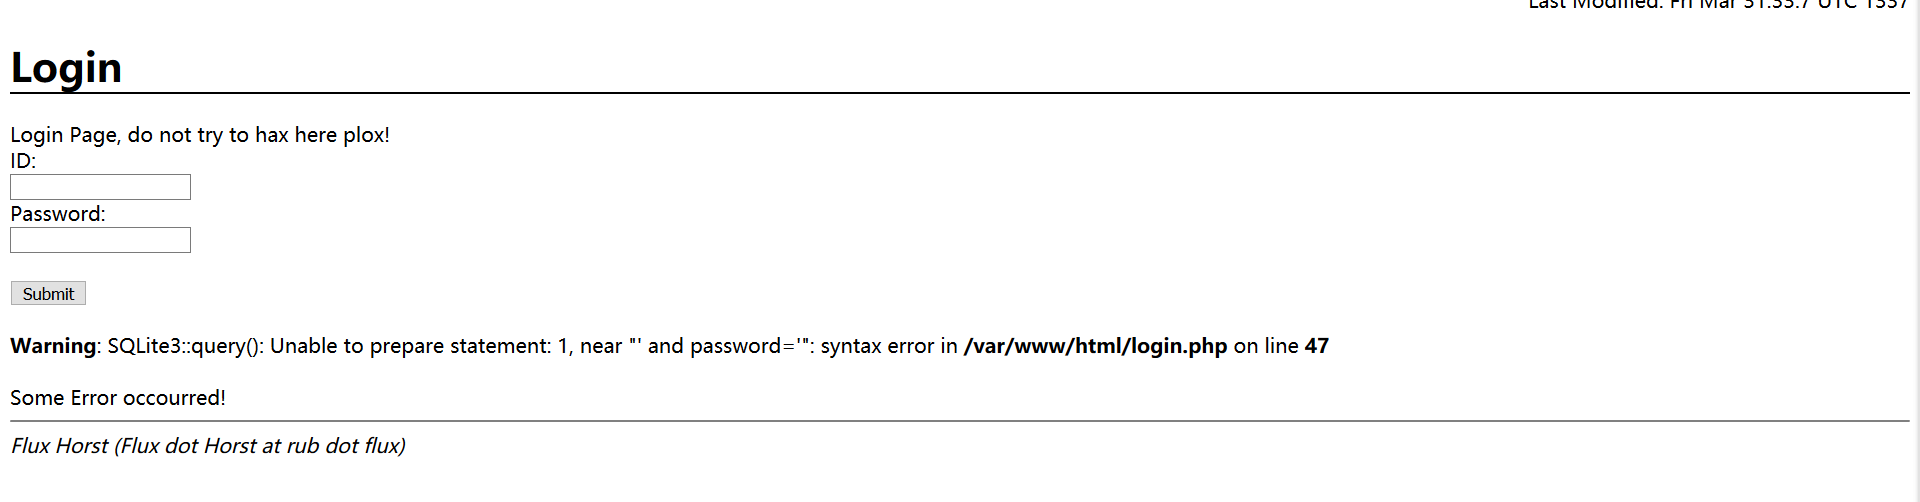 Last Modified: Fri Mar 31:33:7 UTC 1337
Login
Login Page, do not try to hax here plox!
ID:
Password:
Submit
Warning: SQLite3::query(): Unable to prepare statement: 1, near "' and password='": syntax error in /var/www/html/login.php on line 47
Some Error occourred!
Flux Horst (Flux dot Horst at rub dot flux)